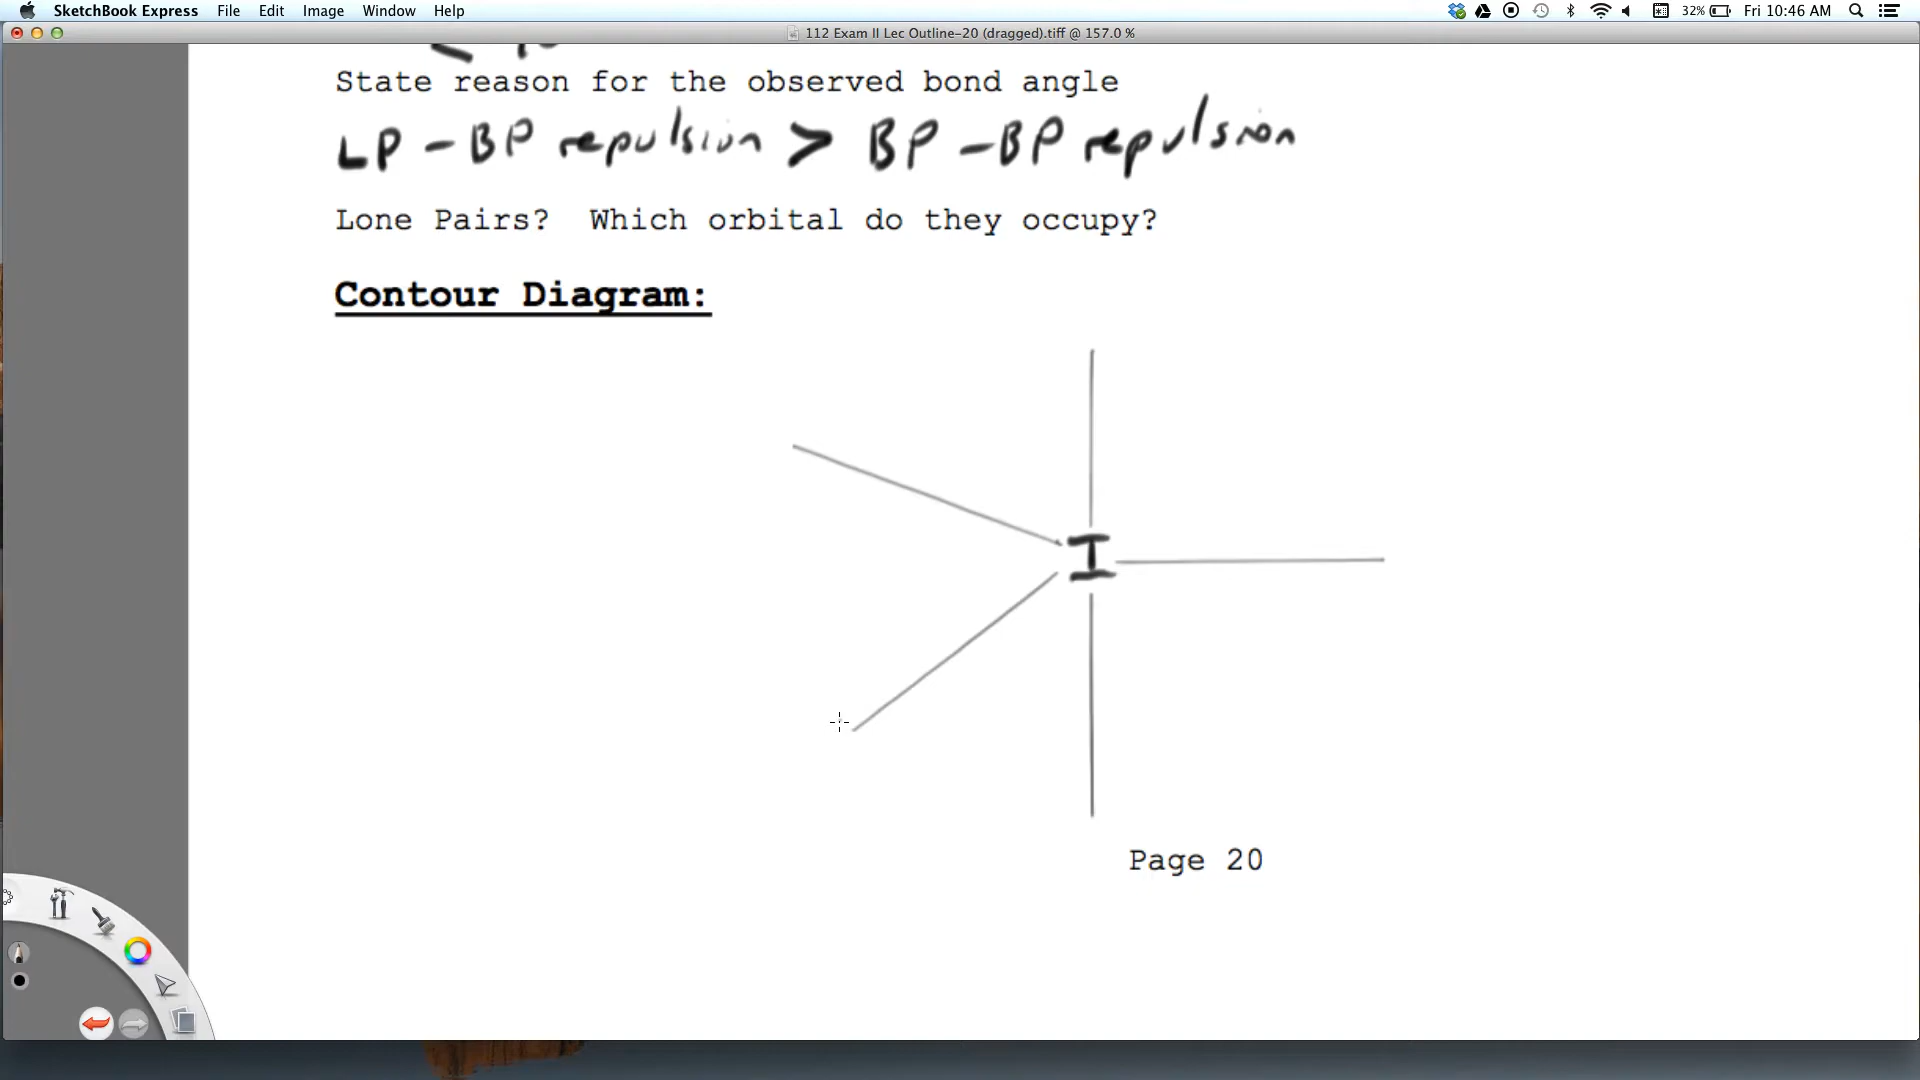 SketchBook Express File Edit Image Window Help 32% Fri 10:46 AM
112 Exam II Lec Outline-20 (dragged).tiff @ 157.0 %
State reason for the observed bond angle
LP - BP repulsion > BP - BP repulsion
Lone Pairs? Which orbital do they occupy?
Contour Diagram:
I
Page 20